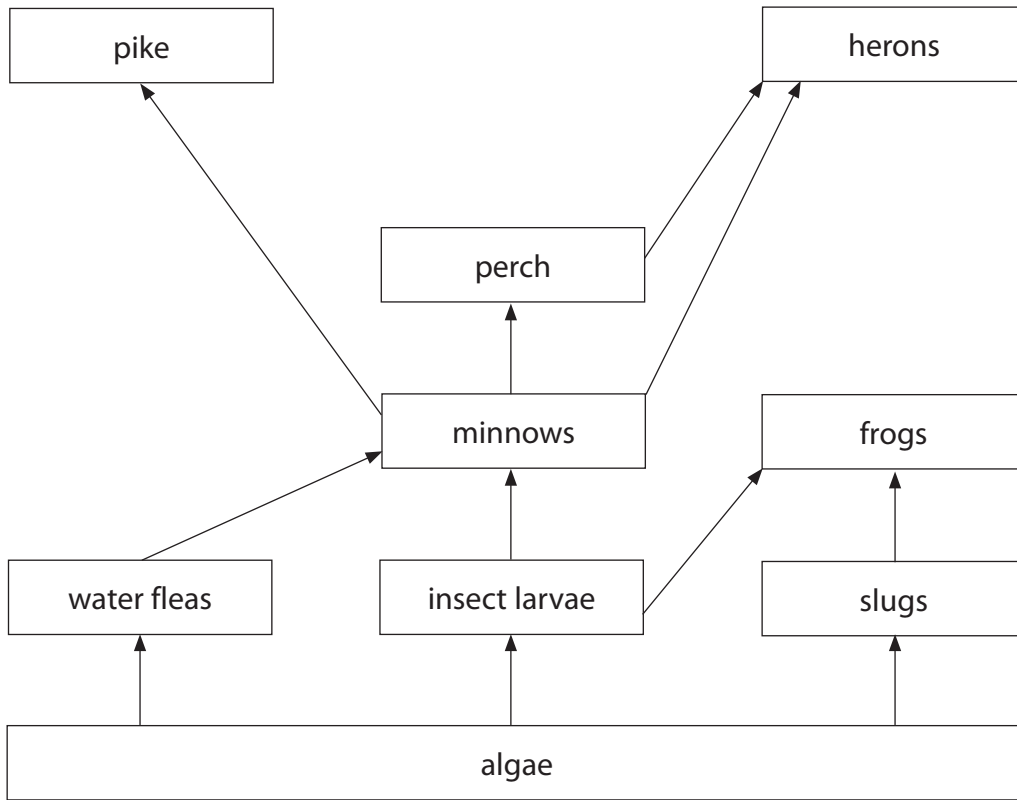 pike
herons
perch
minnows
frogs
water fleas
insect larvae
slugs
algae